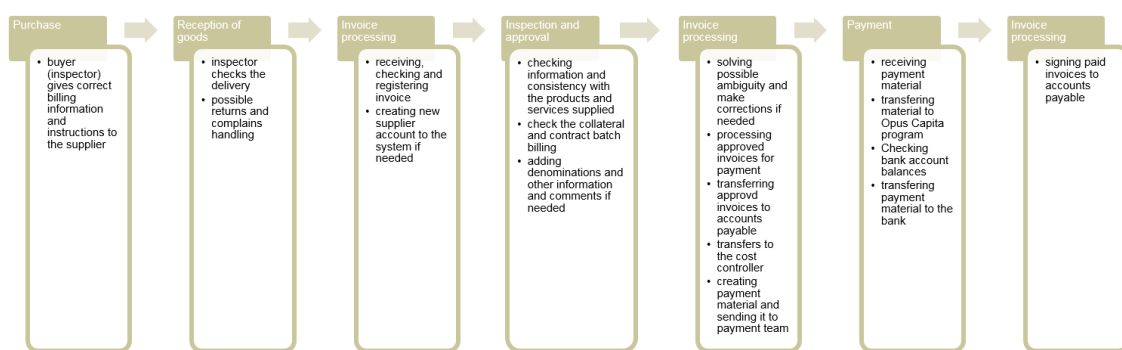 Purchase
• buyer
(inspector)
gives correct
billing
information
and
instructions to
the supplier
Reception of
goods
• inspector
checks the
delivery
• possible
returns and
complains
handling
Invoice
processing
• receiving,
checking and
registering
invoice
• creating new
supplier
account to the
system if
needed
Inspection and
approval
• checking
information and
consistency with
the products and
services supplied
• check the collateral
and contract batch
billing
• adding
denominations and
other information
and comments if
needed
Invoice
processing
• solving
possible
ambiguity and
make
corrections if
needed
• processing
approved
invoices for
payment
• transferring
approvd
invoices to
accounts
payable
• transfers to
the cost
controller
• creating
payment
material and
sending it to
payment team
Payment
• receiving
payment
material
• transfering
material to
Opus Capita
program
• Checking
bank account
balances
• transfering
payment
material to the
bank
Invoice
processing
• signing paid
invoices to
accounts
payable